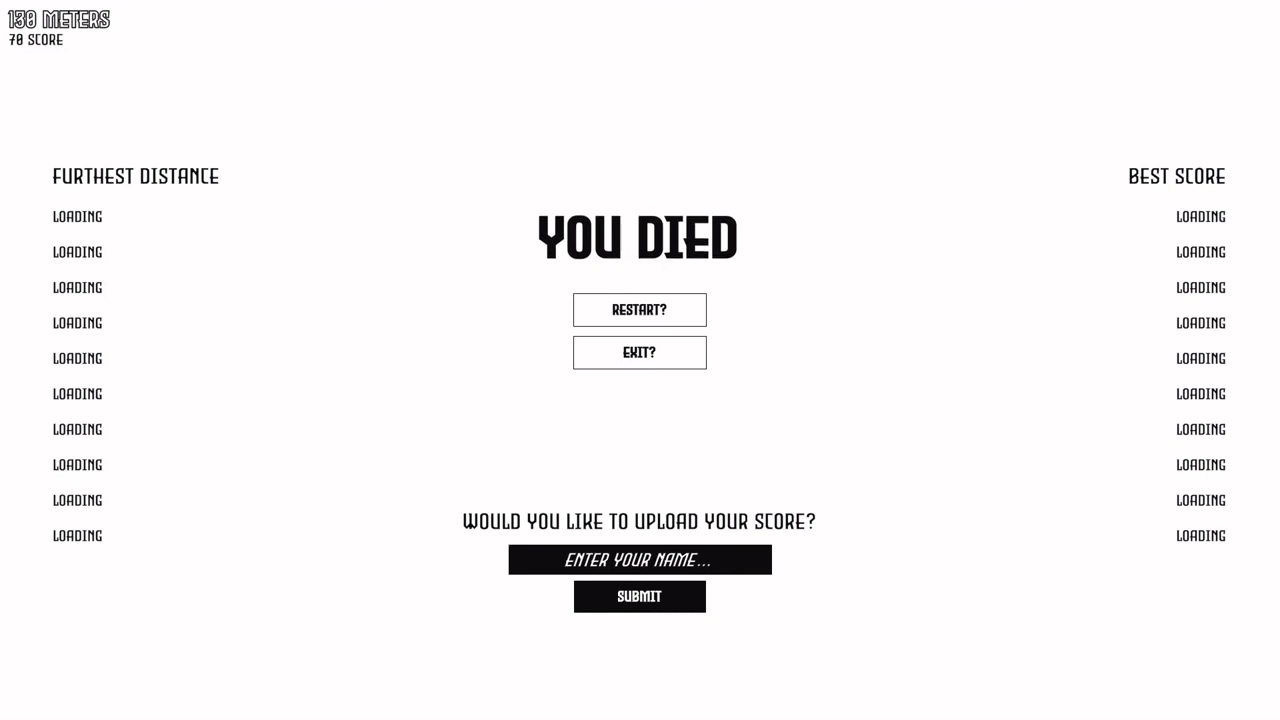 130 METERS
70 SCORE
FURTHEST DISTANCE
LOADING
LOADING
LOADING
LOADING
LOADING
LOADING
LOADING
LOADING
LOADING
LOADING
YOU DIED
RESTART?
EXIT?
WOULD YOU LIKE TO UPLOAD YOUR SCORE?
ENTER YOUR NAME...
SUBMIT
BEST SCORE
LOADING
LOADING
LOADING
LOADING
LOADING
LOADING
LOADING
LOADING
LOADING
LOADING